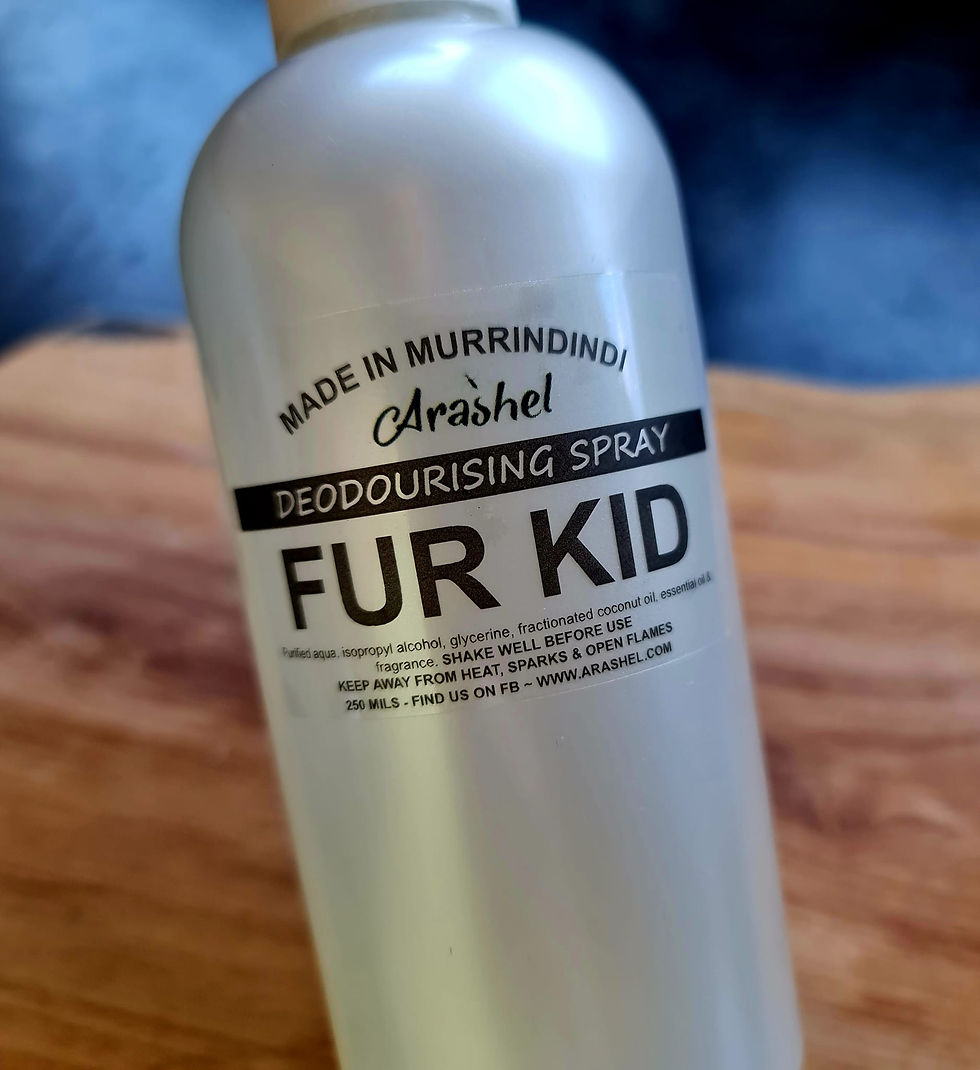 MADE IN MURRINDINDI
Arashel
DEODOURISING SPRAY
FUR KID
Purified aqua, isopropyl alcohol, glycerine, fractionated coconut oil, essential oil &
fragrance. SHAKE WELL BEFORE USE
KEEP AWAY FROM HEAT, SPARKS & OPEN FLAMES
250 MILS - FIND US ON FB ~ WWW.ARASHEL.COM